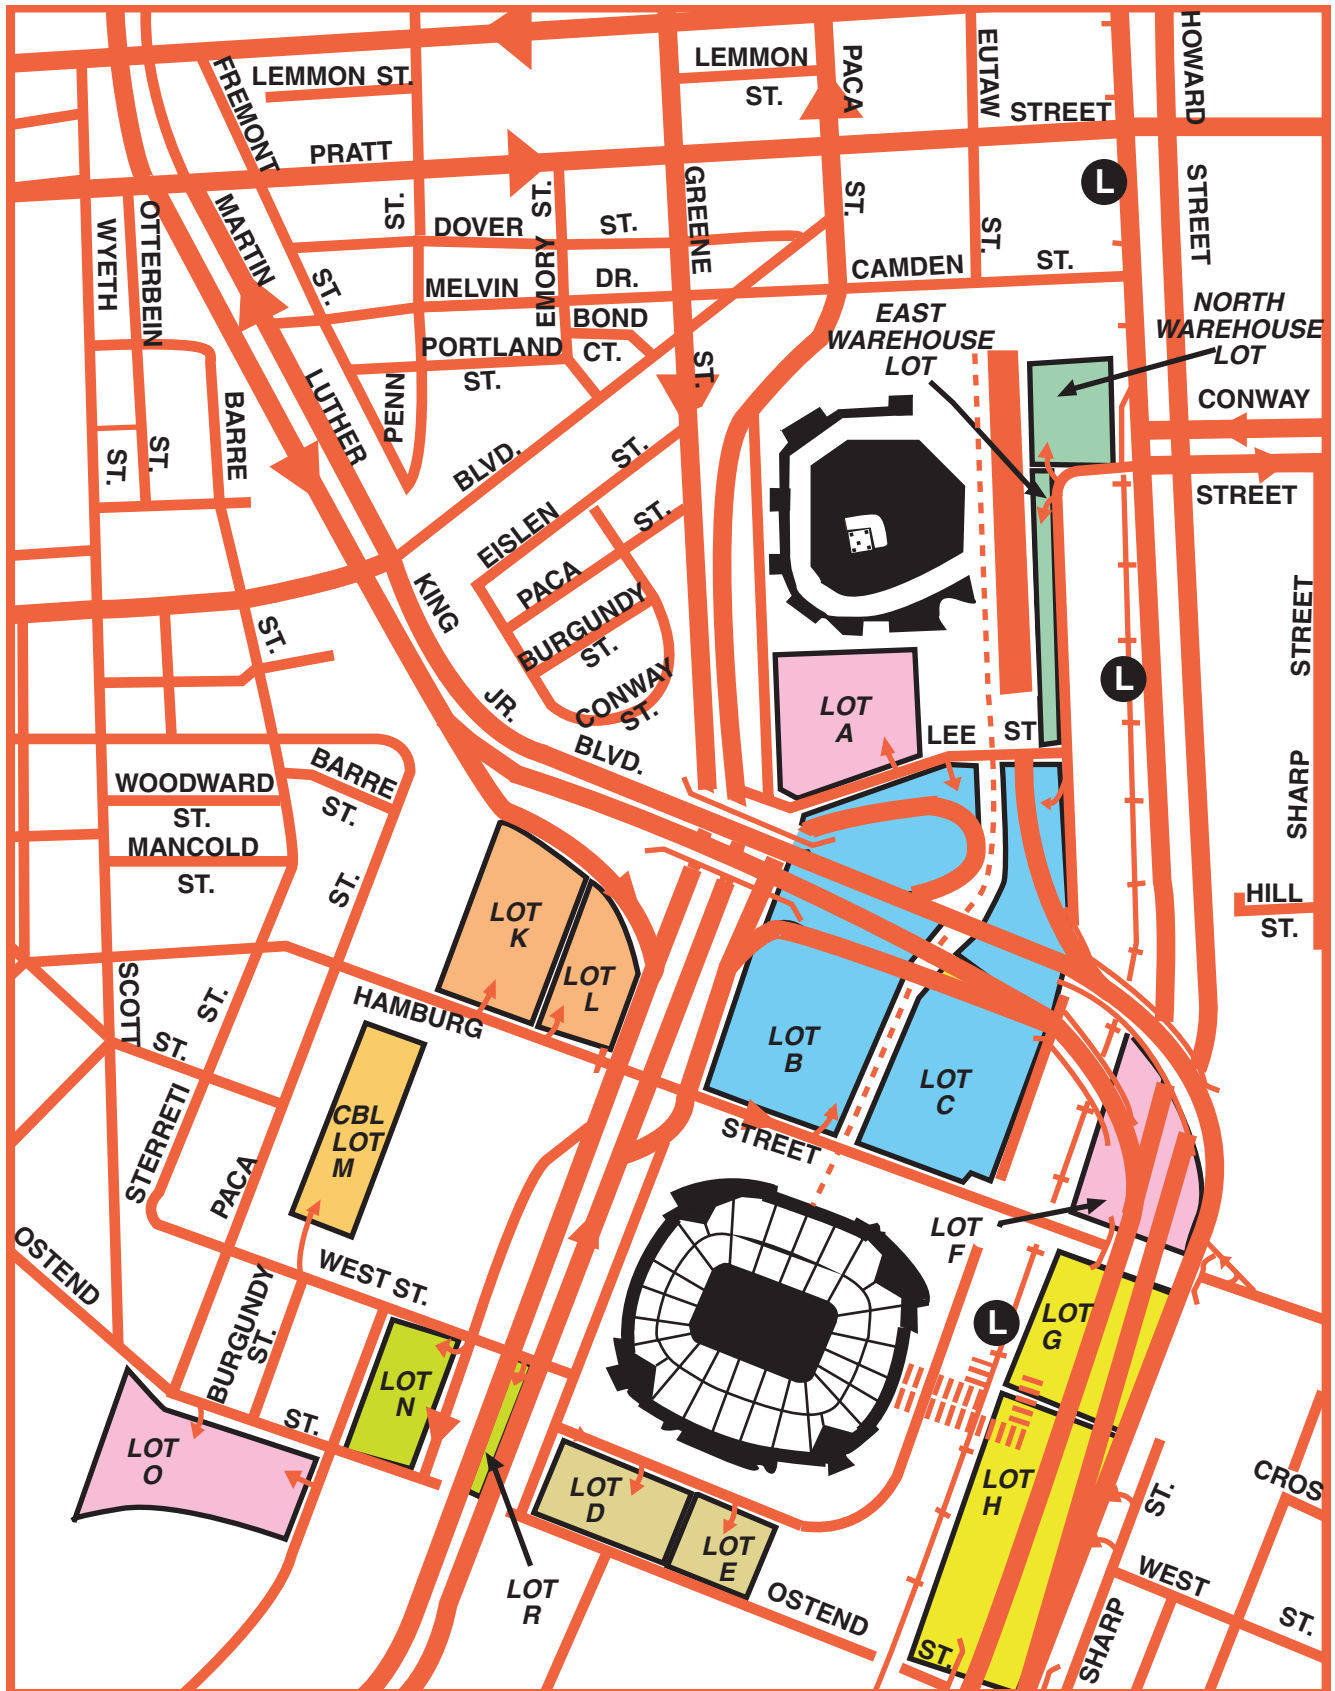 LEMMON ST.
LEMMON
ST.
PACA
EUTAW
HOWARD
FREMONT
STREET
PRATT
MARTIN
ST.
DOVER
ST.
EMORY ST.
GREENE
ST.
ST.
STREET
WYETH
OTTERBEIN
ST.
MELVIN
DR.
CAMDEN
ST.
BOND
CT.
PORTLAND
ST.
EAST
WAREHOUSE
LOT
NORTH
WAREHOUSE
LOT
ST.
PENN
LUTHER
BARRE
CONWAY
STREET
ST.
ST.
BLVD.
ST.
EISLEN
ST.
PACA
BURGUNDY
ST.
CONWAY
ST.
KING
JR.
BLVD.
ST.
L
L
STREET
SHARP
LOT
A
LEE
ST
BARRE
ST.
WOODWARD
ST.
MANCOLD
ST.
ST.
HILL
ST.
LOT
K
LOT
L
HAMBURG
SCOTT
ST.
ST.
STERRETI
PACA
CBL
LOT
M
LOT
B
LOT
C
STREET
LOT
F
OSTEND
WEST ST.
BURGUNDY
ST.
L
LOT
G
LOT
N
ST.
LOT
O
LOT
R
LOT
D
LOT
E
OSTEND
ST.
LOT
H
ST.
CROS
WEST
ST.
SHARP